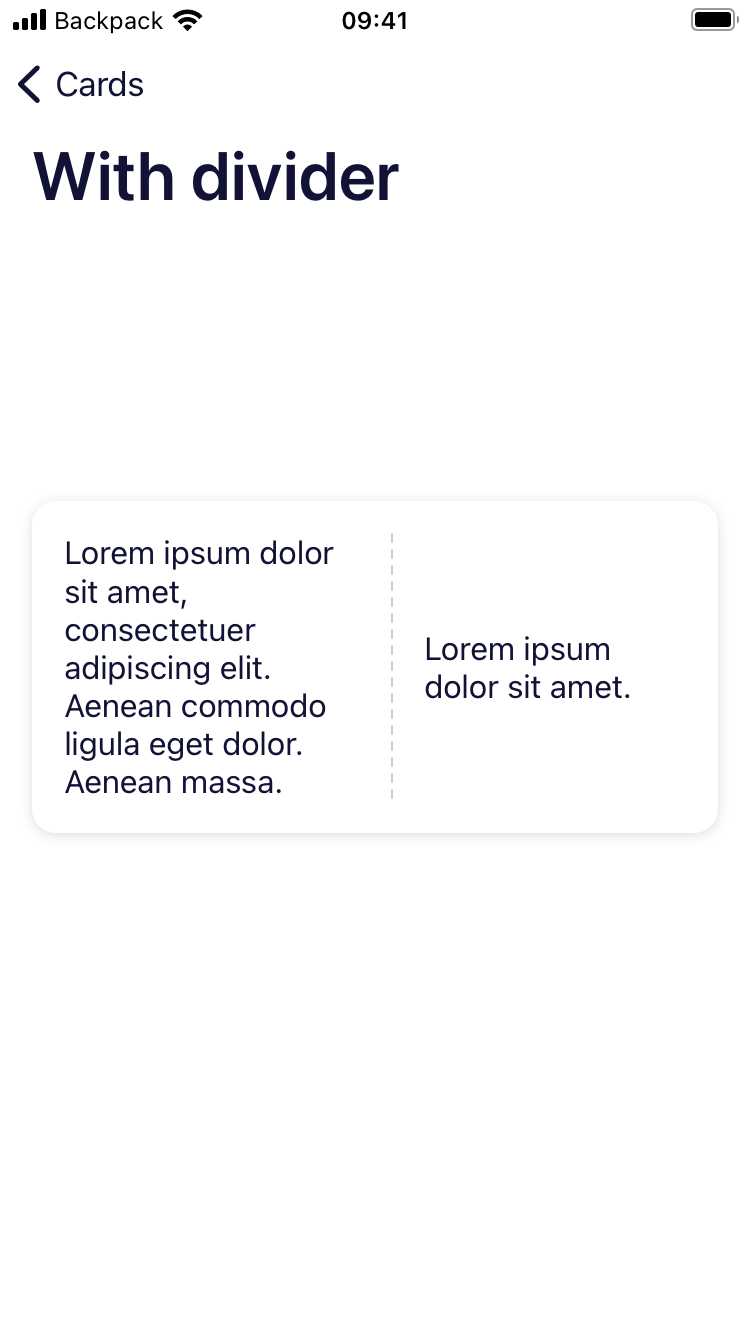 Backpack 09:41
Cards
With divider
Lorem ipsum dolor
sit amet,
consectetuer
adipiscing elit.
Aenean commodo
ligula eget dolor.
Aenean massa.
Lorem ipsum
dolor sit amet.